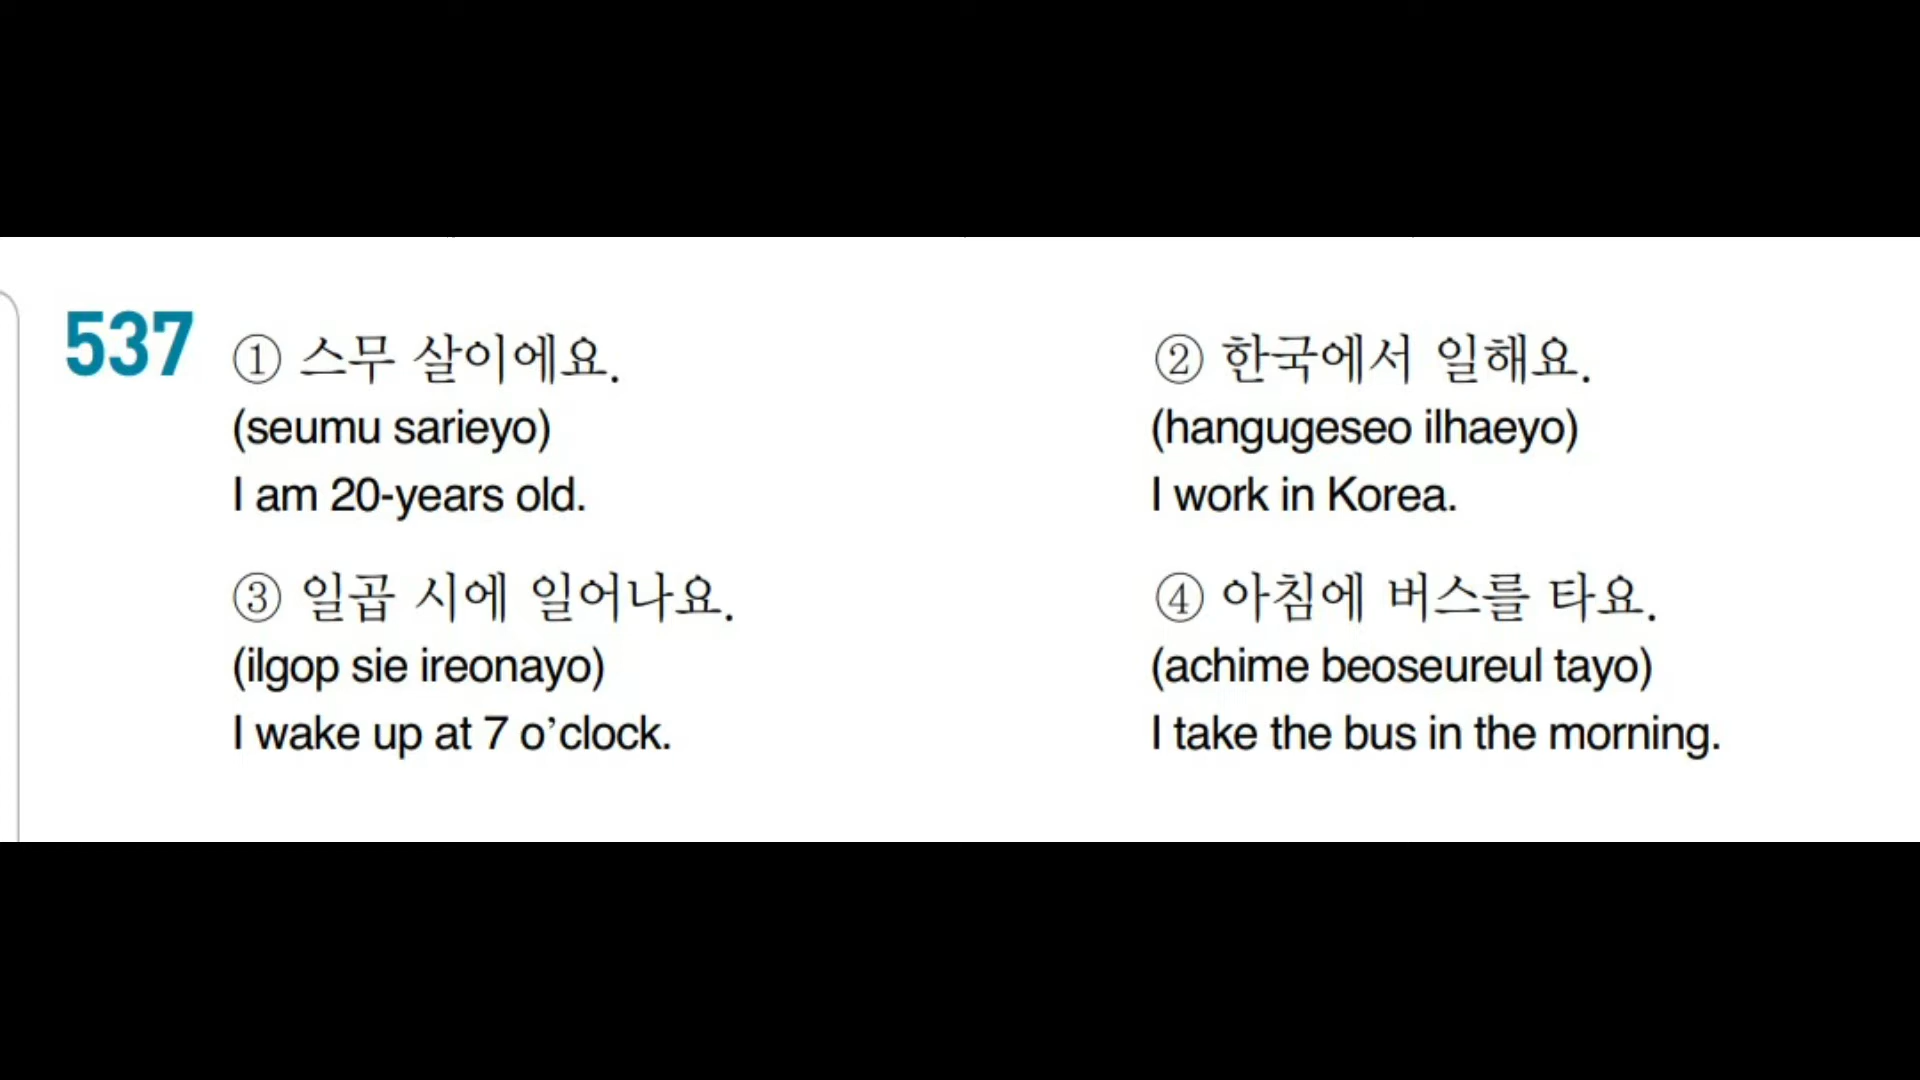 537
① 스무 살이에요.
(seumu sarieyo)
I am 20-years old.
② 한국에서 일해요.
(hangugeseo ilhaeyo)
I work in Korea.
③ 일곱 시에 일어나요.
(ilgop sie ireonayo)
I wake up at 7 o’clock.
④ 아침에 버스를 타요.
(achime beoseureul tayo)
I take the bus in the morning.